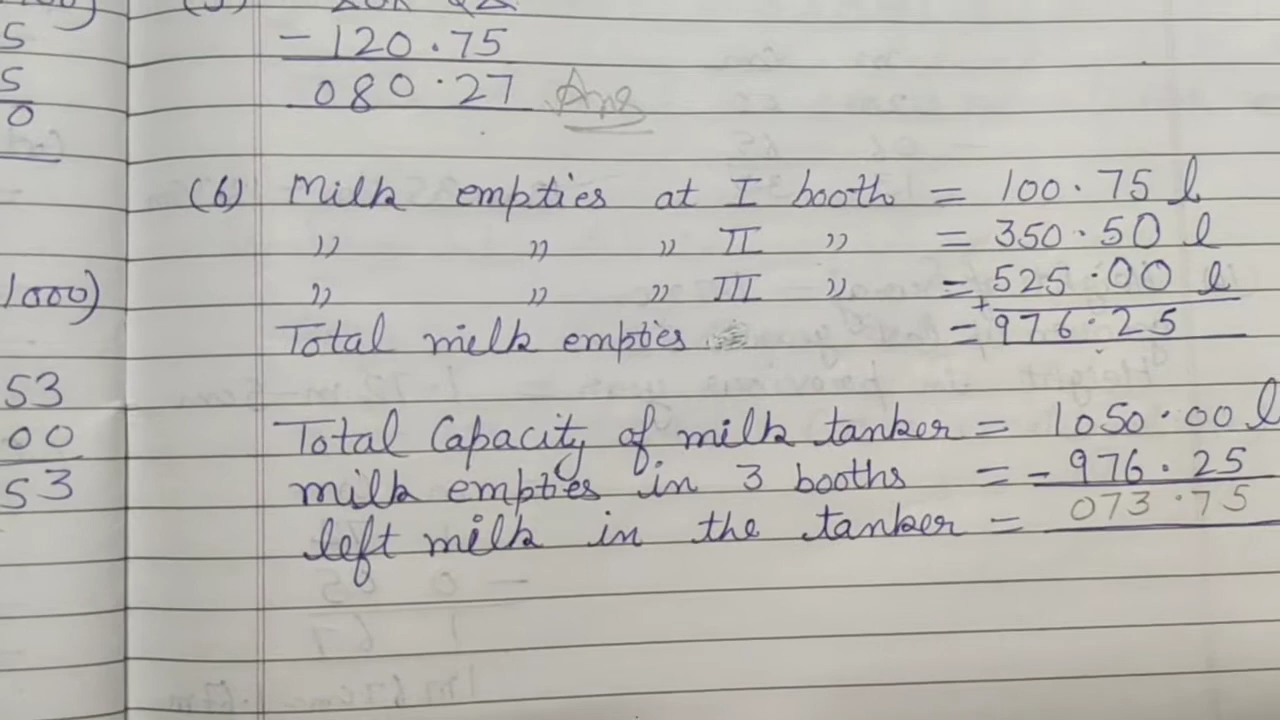 5
- 120.75
5
080.27 Ans
0
(6) Milk empties at I booth = 100.75 l
,, ,, ,, II ,, = 350.50 l
1000)
,, ,, ,, III ,, = 525.00 l
Total milk empties = + 976.25
53
00
Total Capacity of milk tanker = 1050.00 l
53
milk empties in 3 booths = - 976.25
left milk in the tanker = 073.75